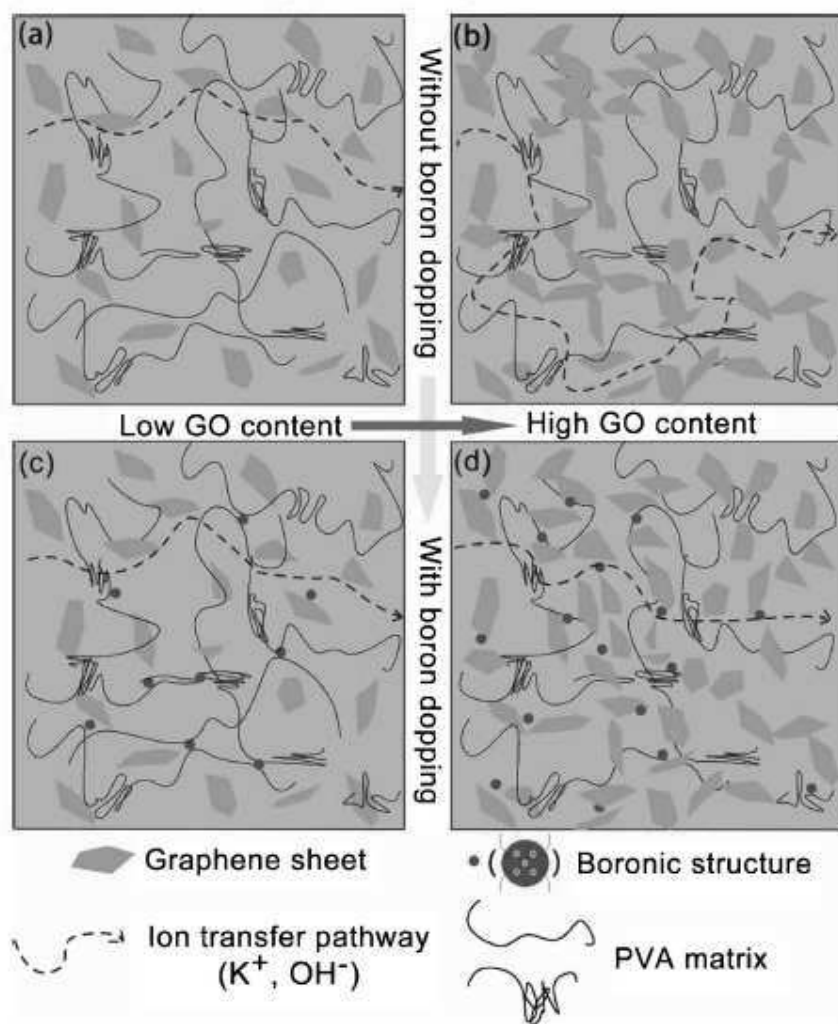 (a)
(b)
Without boron dopping
Low GO content
High GO content
(c)
(d)
With boron dopping
Graphene sheet
Boronic structure
Ion transfer pathway
(K⁺, OH⁻)
PVA matrix